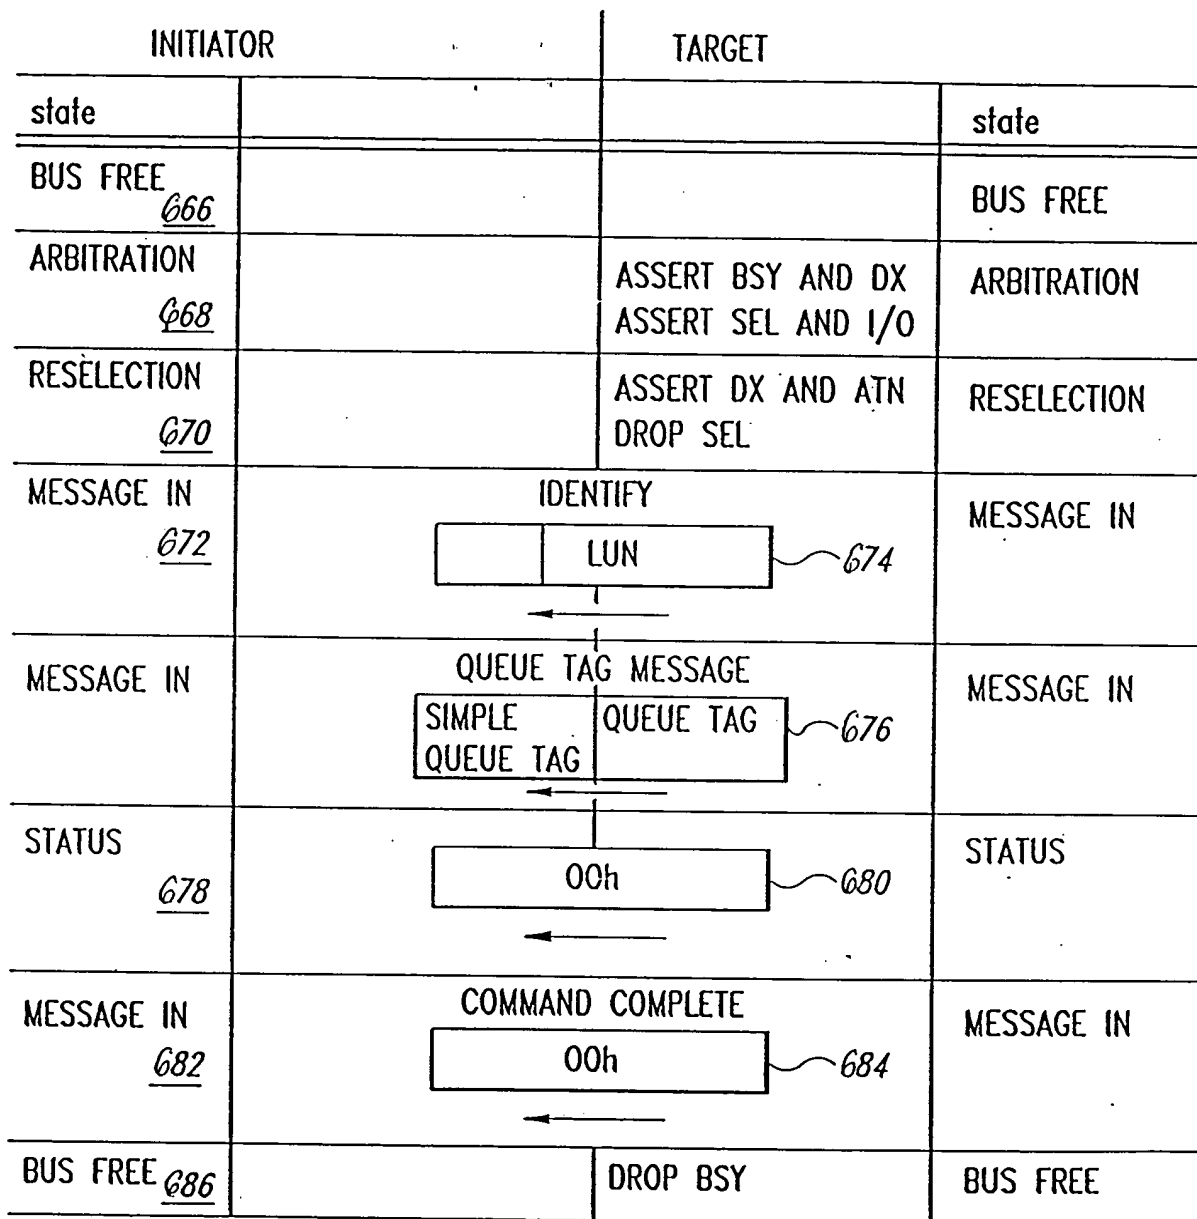 INITIATOR TARGET
state state
BUS FREE 666 BUS FREE
ARBITRATION 668 ASSERT BSY AND DX ARBITRATION
ASSERT SEL AND I/O
RESELECTION 670 ASSERT DX AND ATN RESELECTION
DROP SEL
MESSAGE IN 672 IDENTIFY MESSAGE IN
LUN 674
MESSAGE IN QUEUE TAG MESSAGE MESSAGE IN
SIMPLE QUEUE TAG 676
QUEUE TAG
STATUS 678 00h 680 STATUS
MESSAGE IN 682 COMMAND COMPLETE MESSAGE IN
00h 684
BUS FREE 686 DROP BSY BUS FREE